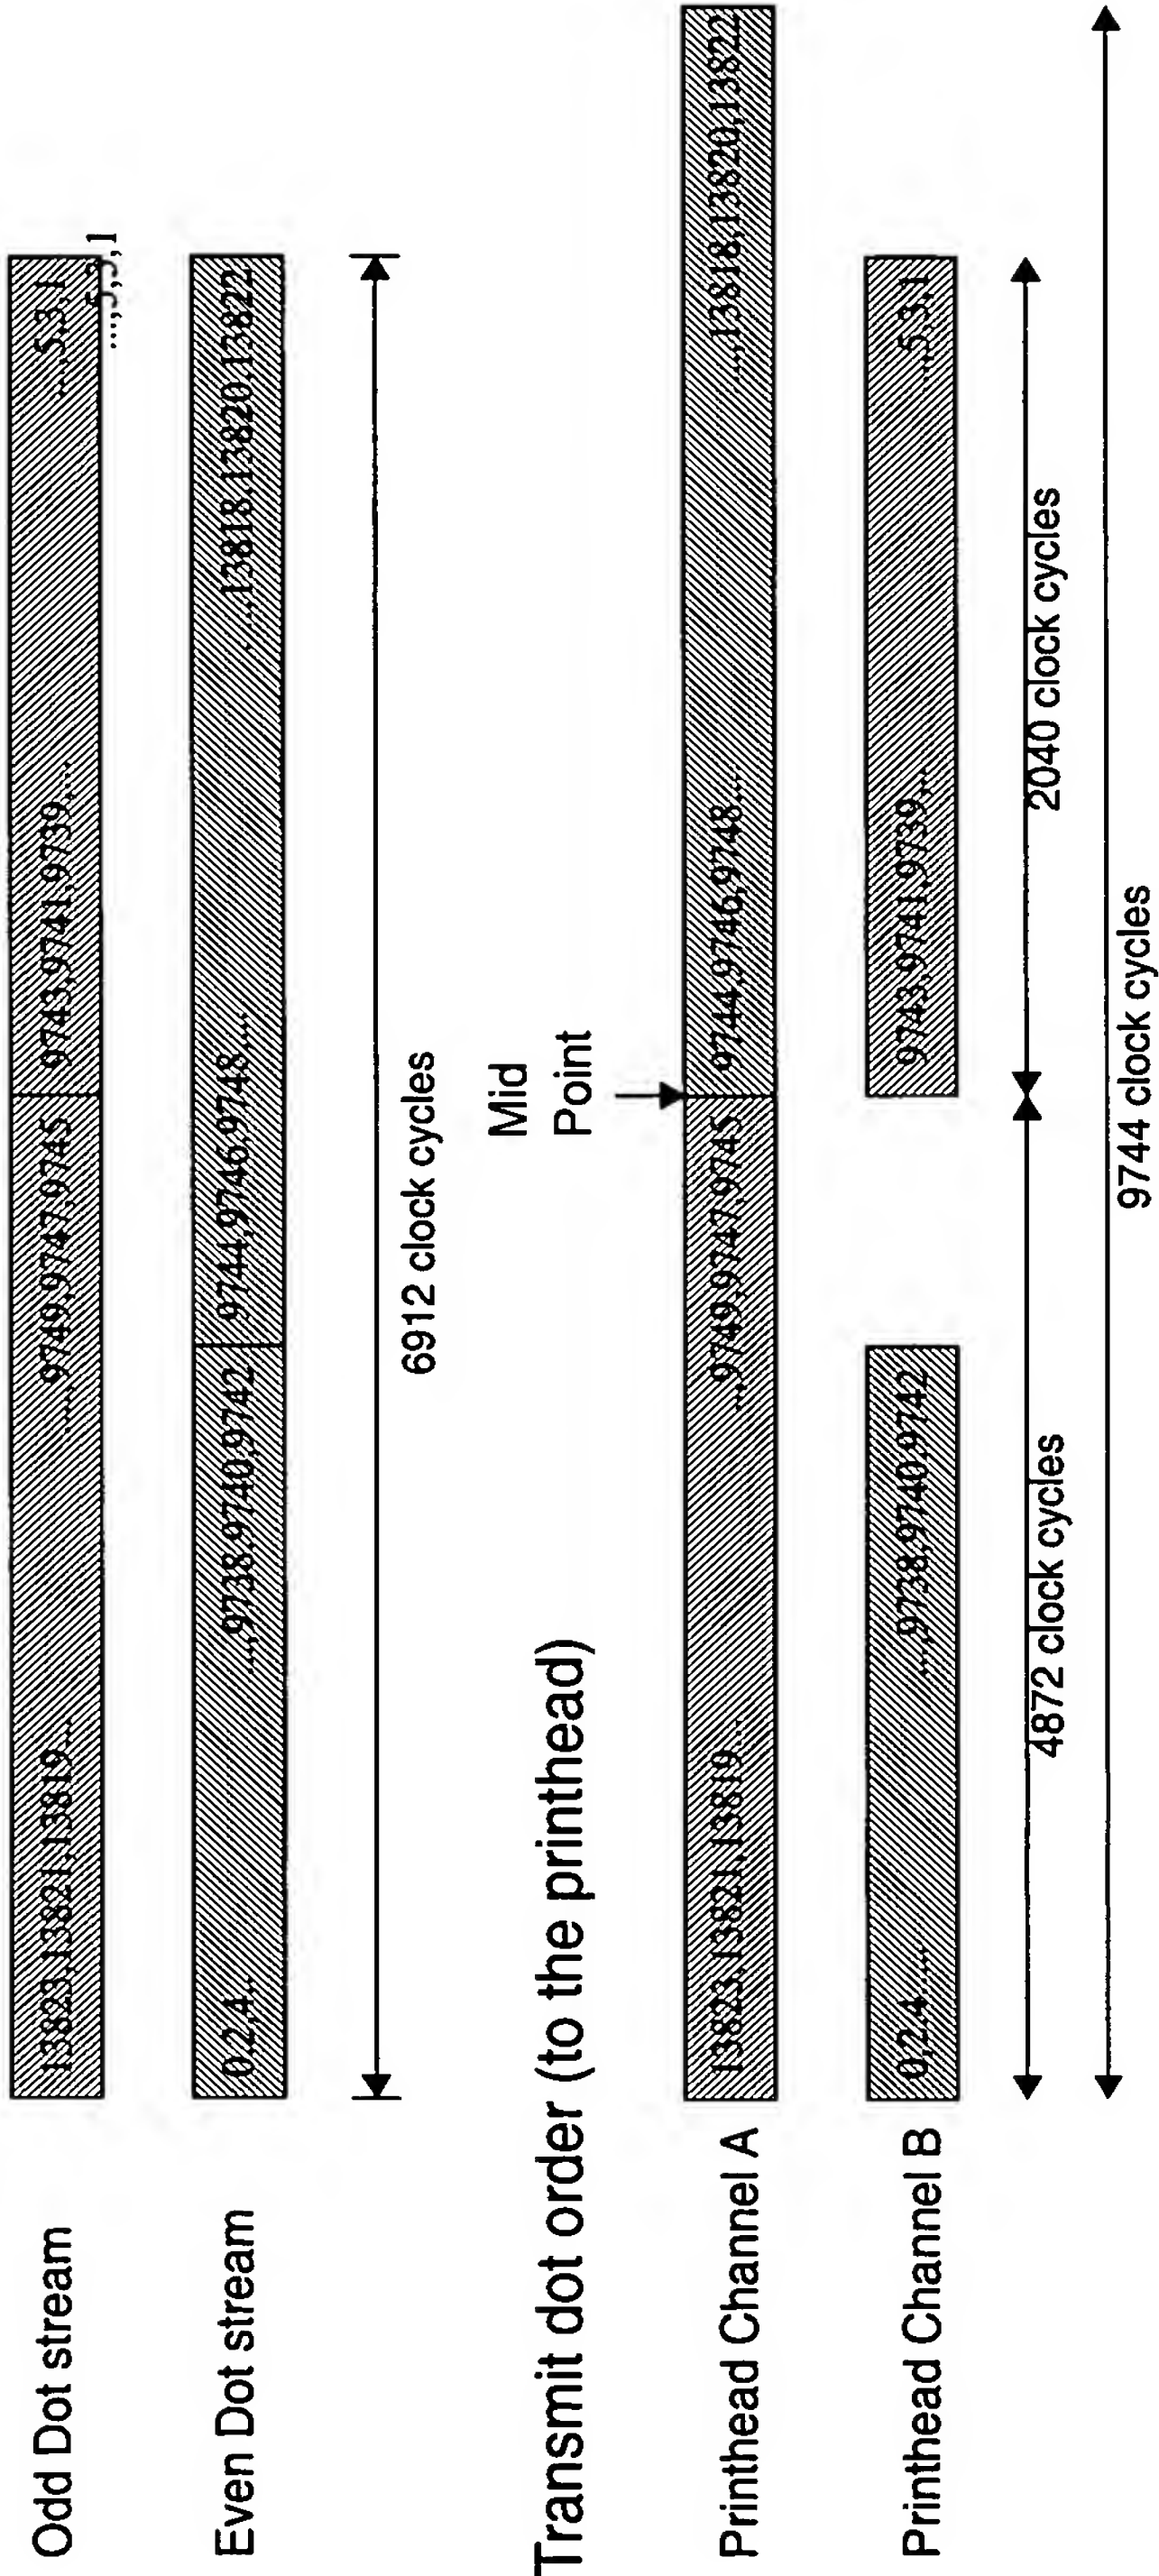 Odd Dot stream
13823,13821,13819....
...,9749,9747,9745
9743,9741,9739,...
...,5,3,1
...,5,3,1
Even Dot stream
0,2,4...
...,9738,9740,9742
9744,9746,9748....
...,13818,13820,13822
6912 clock cycles
Transmit dot order (to the printhead)
Mid
Point
Printhead Channel A
13823,13821,13819....
...,9749,9747,9745
9744,9746,9748....
...,13818,13820,13822
Printhead Channel B
0,2,4.....
...,9738,9740,9742
9743,9741,9739,...
...,5,3,1
4872 clock cycles
2040 clock cycles
9744 clock cycles